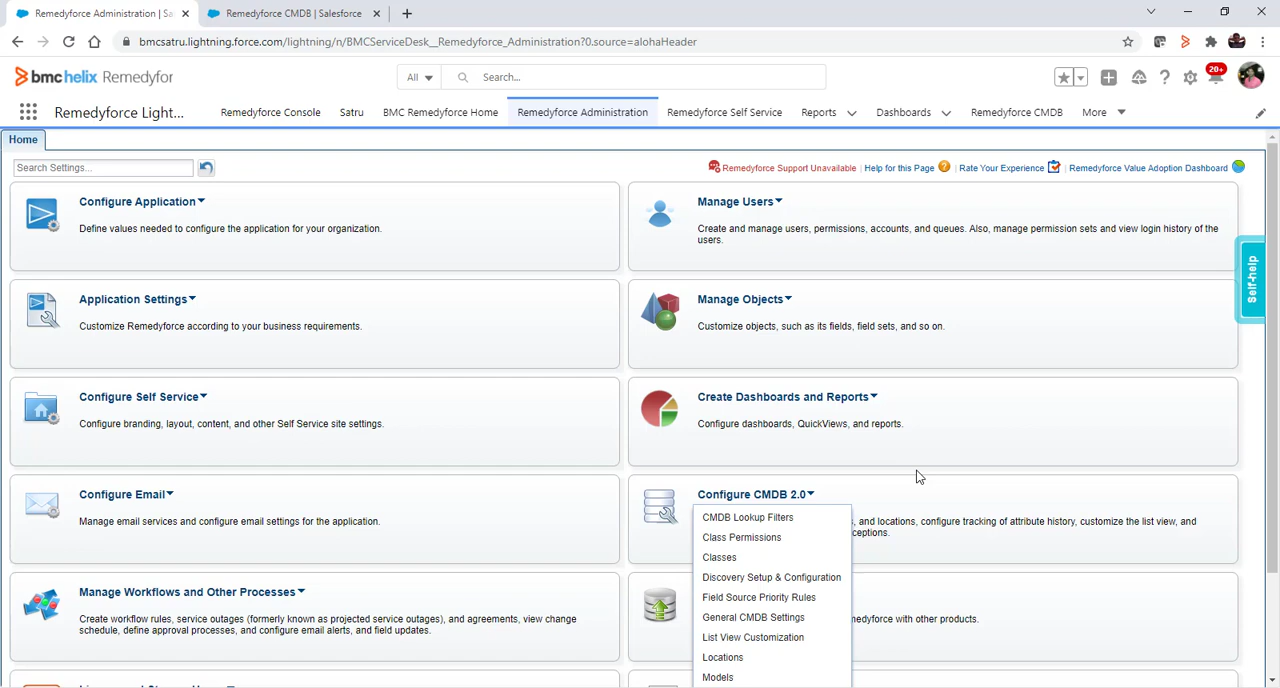 Remedyforce Administration | Sa
Remedyforce CMDB | Salesforce
bmcsatru.lightning.force.com/lightning/n/BMCServiceDesk__Remedyforce_Administration?0.source=alohaHeader
bmchelix Remedyfor
All
Search...
20+
Remedyforce Light...
Remedyforce Console
Satru
BMC Remedyforce Home
Remedyforce Administration
Remedyforce Self Service
Reports
Dashboards
Remedyforce CMDB
More
Home
Search Settings...
Remedyforce Support Unavailable | Help for this Page | Rate Your Experience | Remedyforce Value Adoption Dashboard
Configure Application
Define values needed to configure the application for your organization.
Manage Users
Create and manage users, permissions, accounts, and queues. Also, manage permission sets and view login history of the
users.
Self-help
Application Settings
Customize Remedyforce according to your business requirements.
Manage Objects
Customize objects, such as its fields, field sets, and so on.
Configure Self Service
Configure branding, layout, content, and other Self Service site settings.
Create Dashboards and Reports
Configure dashboards, QuickViews, and reports.
Configure Email
Manage email services and configure email settings for the application.
Configure CMDB 2.0
, and locations, configure tracking of attribute history, customize the list view, and
ceptions.
CMDB Lookup Filters
Class Permissions
Classes
Discovery Setup & Configuration
Field Source Priority Rules
General CMDB Settings
List View Customization
Locations
Models
Manage Workflows and Other Processes
Create workflow rules, service outages (formerly known as projected service outages), and agreements, view change
schedule, define approval processes, and configure email alerts, and field updates.
medyforce with other products.